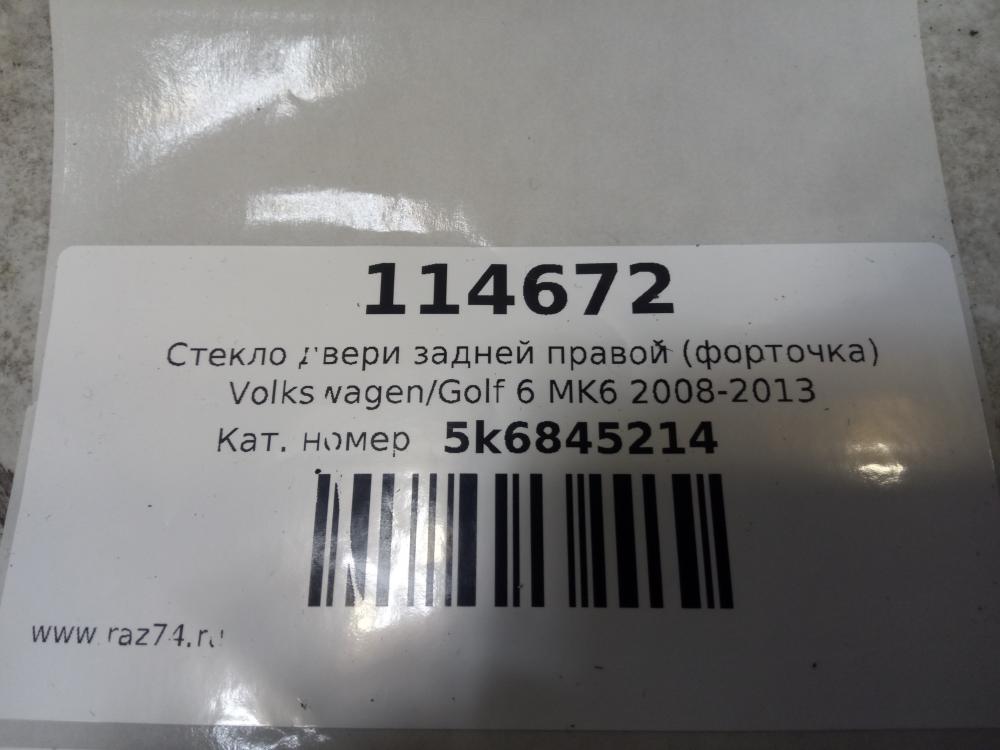 114672
Стекло двери задней правой (форточка)
Volkswagen/Golf 6 MK6 2008-2013
Кат. номер 5k6845214
www.raz74.ru